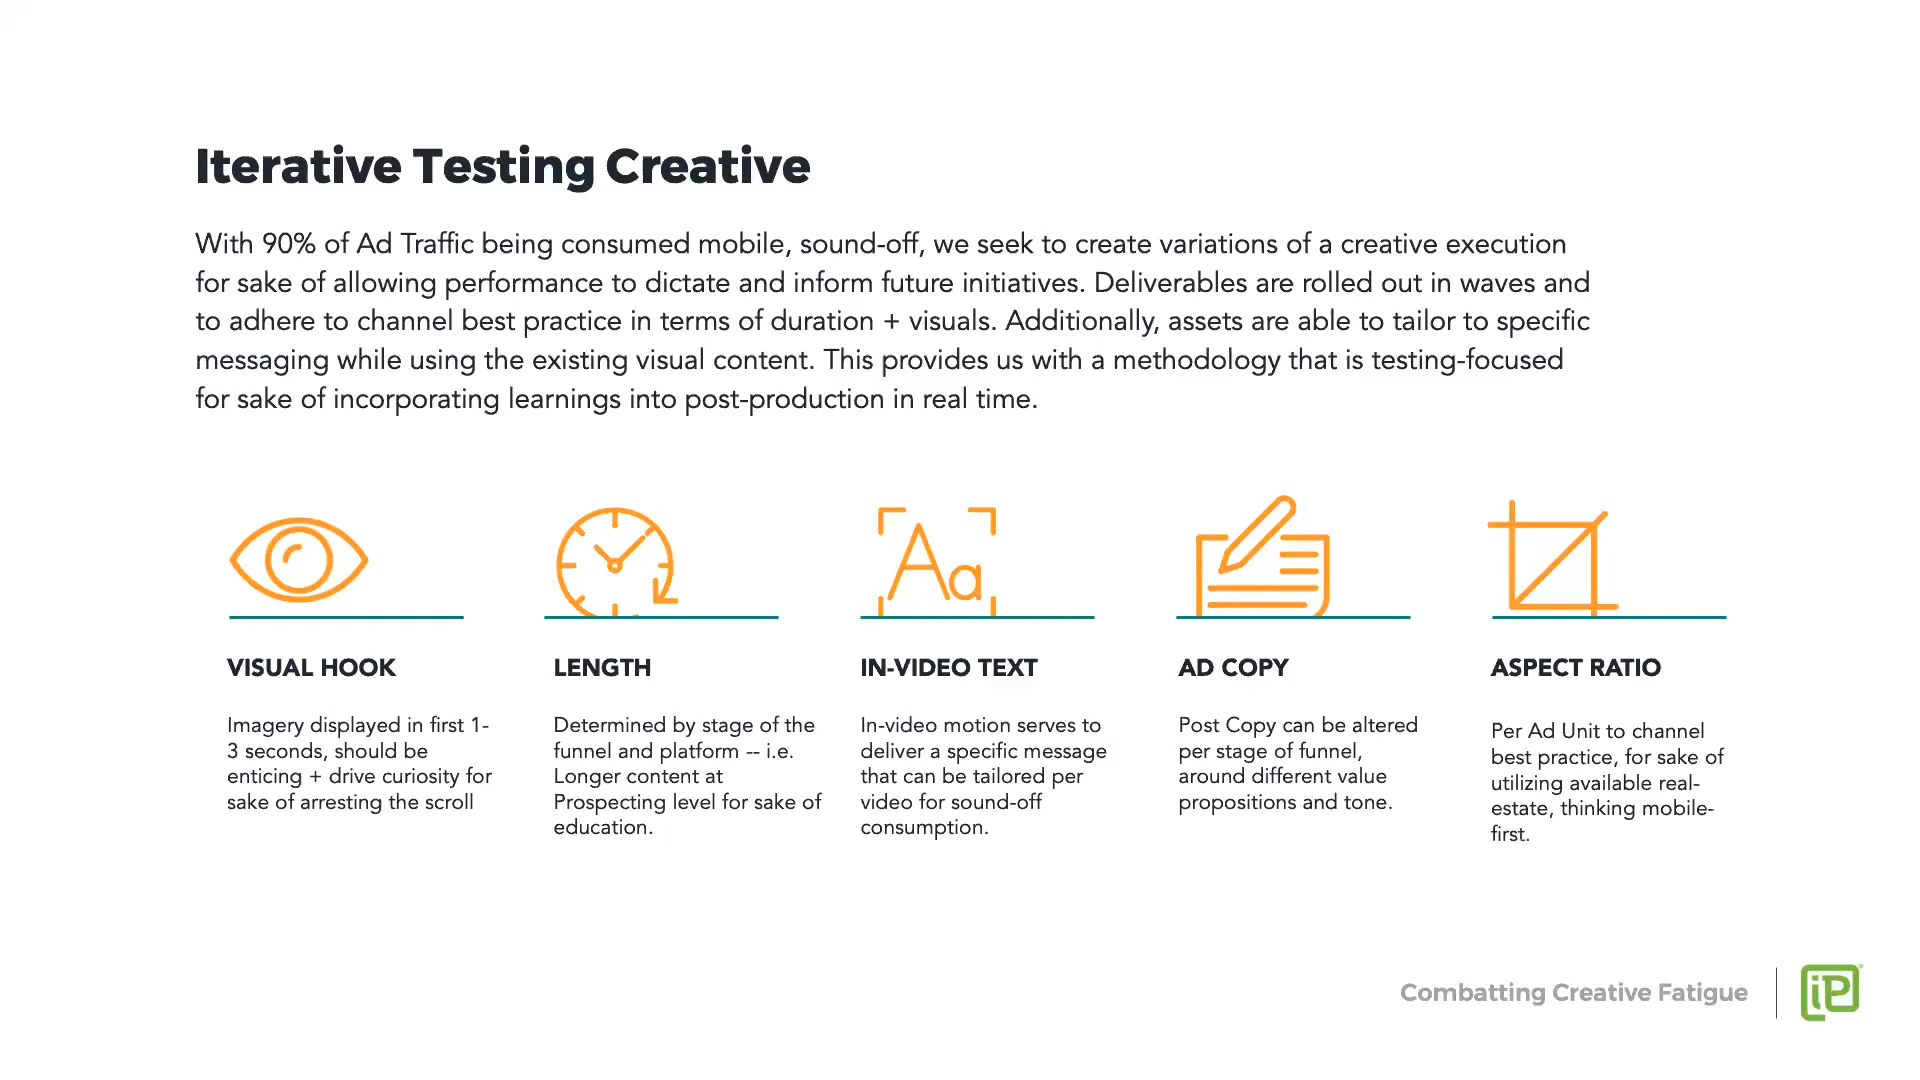 Iterative Testing Creative
With 90% of Ad Traffic being consumed mobile, sound-off, we seek to create variations of a creative execution
for sake of allowing performance to dictate and inform future initiatives. Deliverables are rolled out in waves and
to adhere to channel best practice in terms of duration + visuals. Additionally, assets are able to tailor to specific
messaging while using the existing visual content. This provides us with a methodology that is testing-focused
for sake of incorporating learnings into post-production in real time.
Aa
VISUAL HOOK
Imagery displayed in first 1-
3 seconds, should be
enticing + drive curiosity for
sake of arresting the scroll
LENGTH
Determined by stage of the
funnel and platform -- i.e.
Longer content at
Prospecting level for sake of
education.
IN-VIDEO TEXT
In-video motion serves to
deliver a specific message
that can be tailored per
video for sound-off
consumption.
AD COPY
Post Copy can be altered
per stage of funnel,
around different value
propositions and tone.
ASPECT RATIO
Per Ad Unit to channel
best practice, for sake of
utilizing available real-
estate, thinking mobile-
first.
Combatting Creative Fatigue
iP